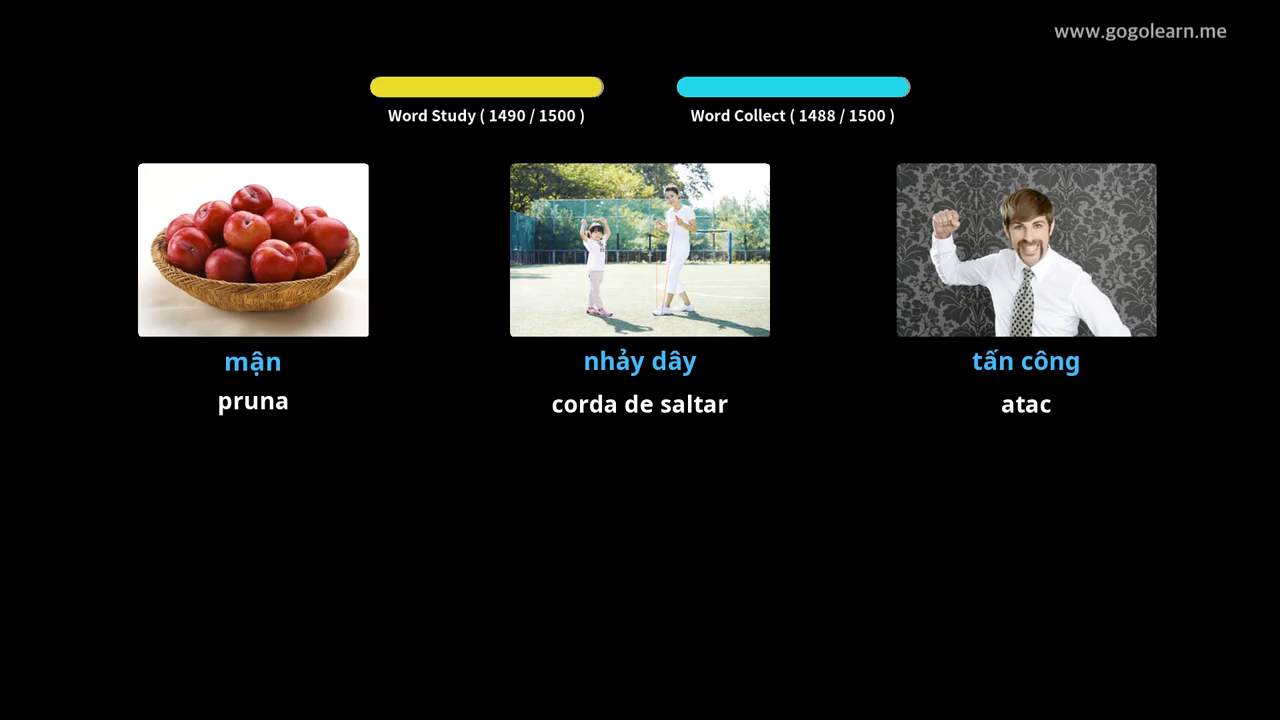 www.gogolearn.me
Word Study ( 1490 / 1500 )
Word Collect ( 1488 / 1500 )
mận
nhảy dây
tấn công
pruna
corda de saltar
atac